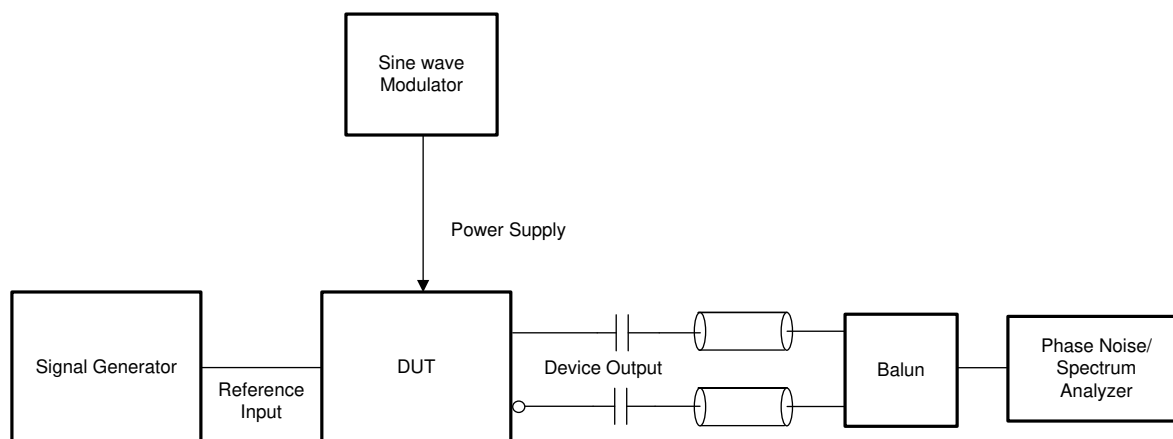 Sine wave
Modulator
Power Supply
Signal Generator
Reference
Input
DUT
Device Output
Balun
Phase Noise/
Spectrum
Analyzer